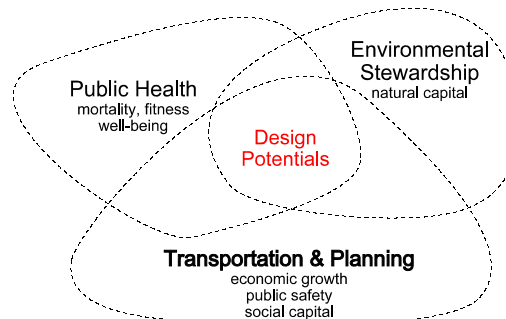 Public Health
mortality, fitness
well-being
Environmental
Stewardship
natural capital
Design
Potentials
Transportation & Planning
economic growth
public safety
social capital